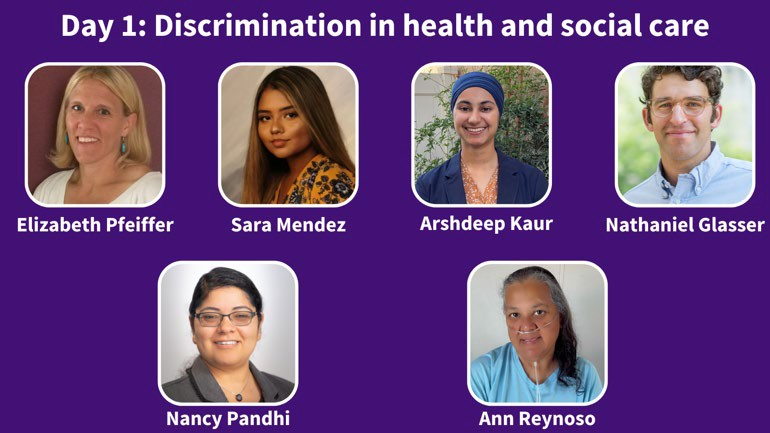 Day 1: Discrimination in health and social care
Elizabeth Pfeiffer
Sara Mendez
Arshdeep Kaur
Nathaniel Glasser
Nancy Pandhi
Ann Reynoso